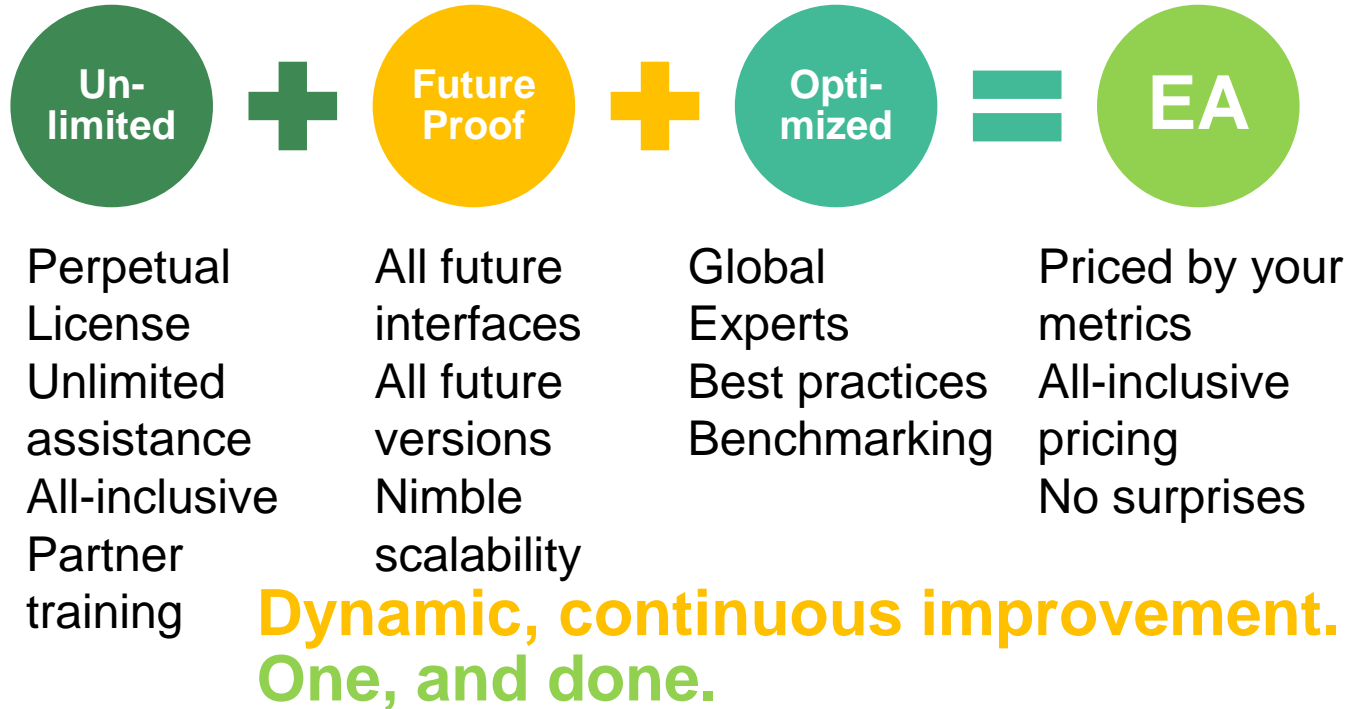 Un-
limited
Future
Proof
Opti-
mized
EA
Perpetual
License
Unlimited
assistance
All-inclusive
Partner
training
All future
interfaces
All future
versions
Nimble
scalability
Global
Experts
Best practices
Benchmarking
Priced by your
metrics
All-inclusive
pricing
No surprises
Dynamic, continuous improvement.
One, and done.